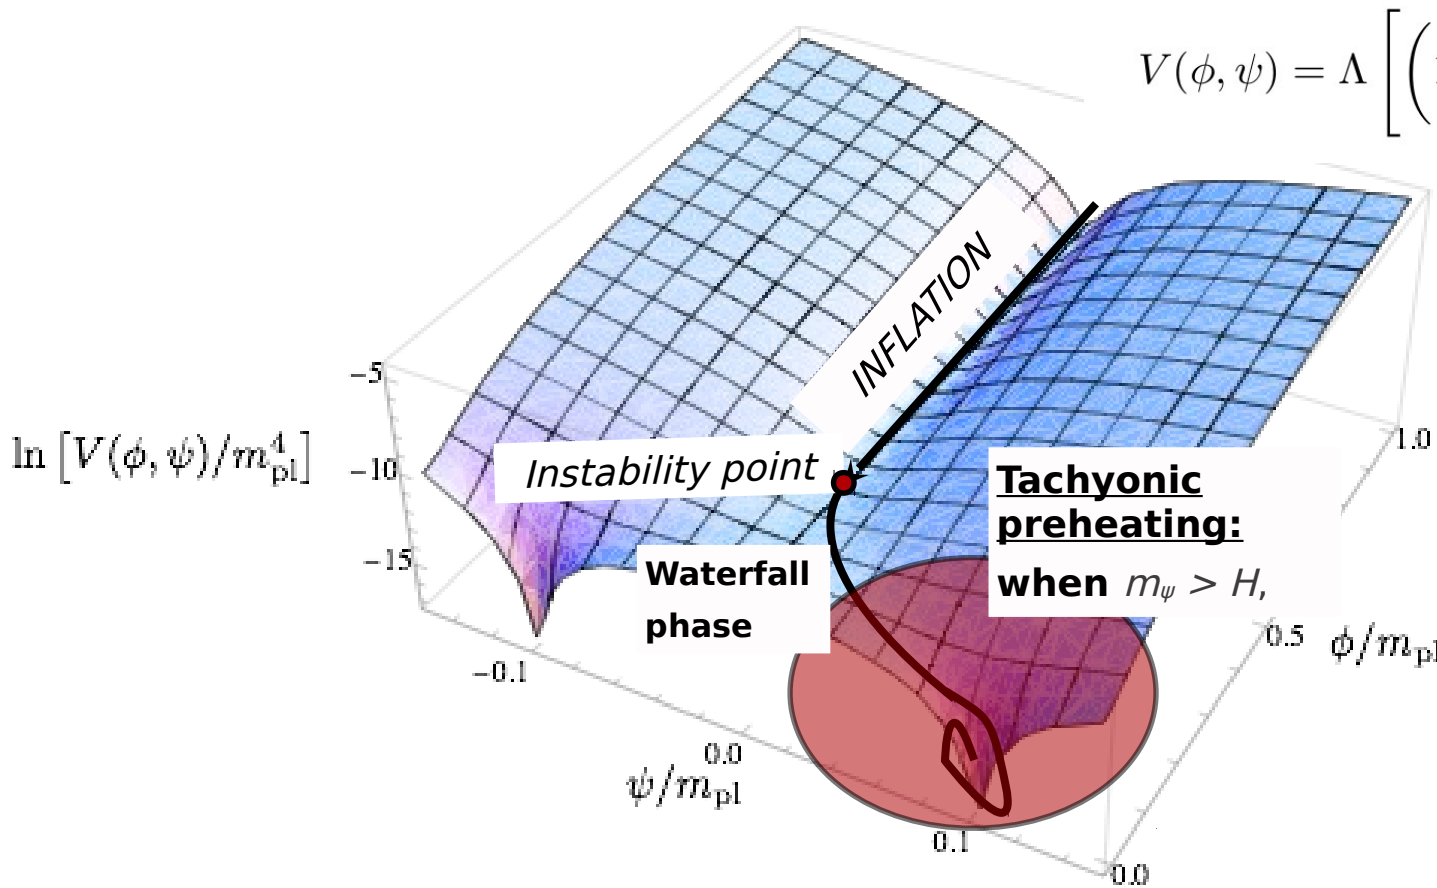 V(ϕ, ψ) = Λ [(
INFLATION
−5
ln [V(ϕ, ψ)/m⁴pl]
−10
Instability point
−15
1.0
Tachyonic
preheating:
when mψ > H,
Waterfall
phase
0.5
ϕ/mpl
−0.1
0.0
ψ/mpl
0.1
0.0